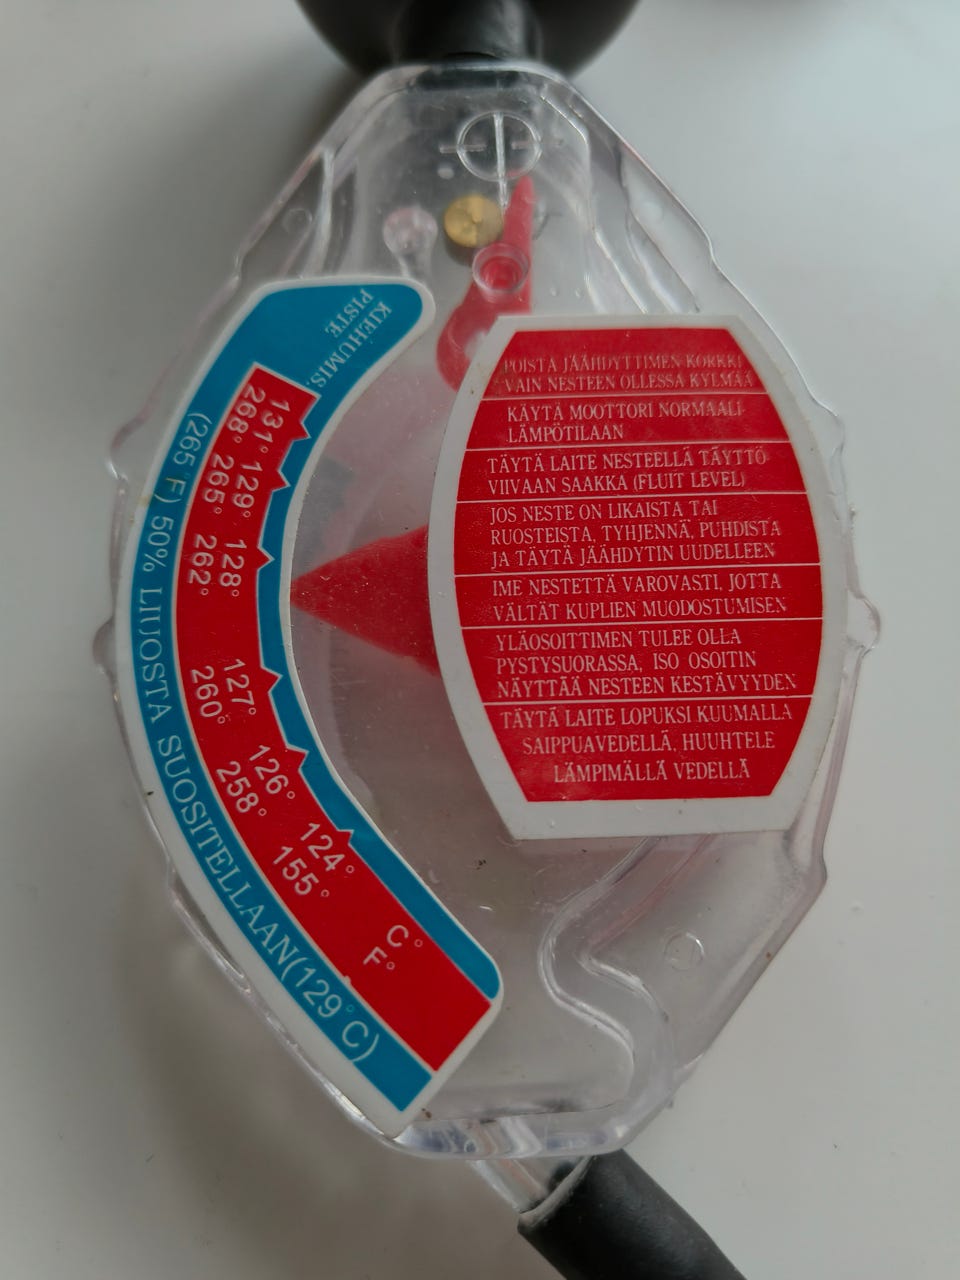 KIEHUMIS.
PISTE
131° 129° 128° 127° 126° 124° C°
268° 265° 262° 260° 258° 155° F°
(265°F) 50% LIUOSTA SUOSITELLAAN(129°C)
POISTA JÄÄHDYTTIMEN KORKKI
VAIN NESTEEN OLLESSA KYLMÄÄ
KÄYTÄ MOOTTORI NORMAALI-
LÄMPÖTILAAN
TÄYTÄ LAITE NESTEELLÄ TÄYTTÖ-
VIIVAAN SAAKKA (FLUIT LEVEL)
JOS NESTE ON LIKAISTA TAI
RUOSTEISTA, TYHJENNÄ, PUHDISTA
JA TÄYTÄ JÄÄHDYTIN UUDELLEEN
IME NESTETTÄ VAROVASTI, JOTTA
VÄLTÄT KUPLIEN MUODOSTUMISEN
YLÄOSOITTIMEN TULEE OLLA
PYSTYSUORASSA, ISO OSOITIN
NÄYTTÄÄ NESTEEN KESTÄVYYDEN
TÄYTÄ LAITE LOPUKSI KUUMALLA
SAIPPUAVEDELLÄ, HUUHTELE
LÄMPIMÄLLÄ VEDELLÄ